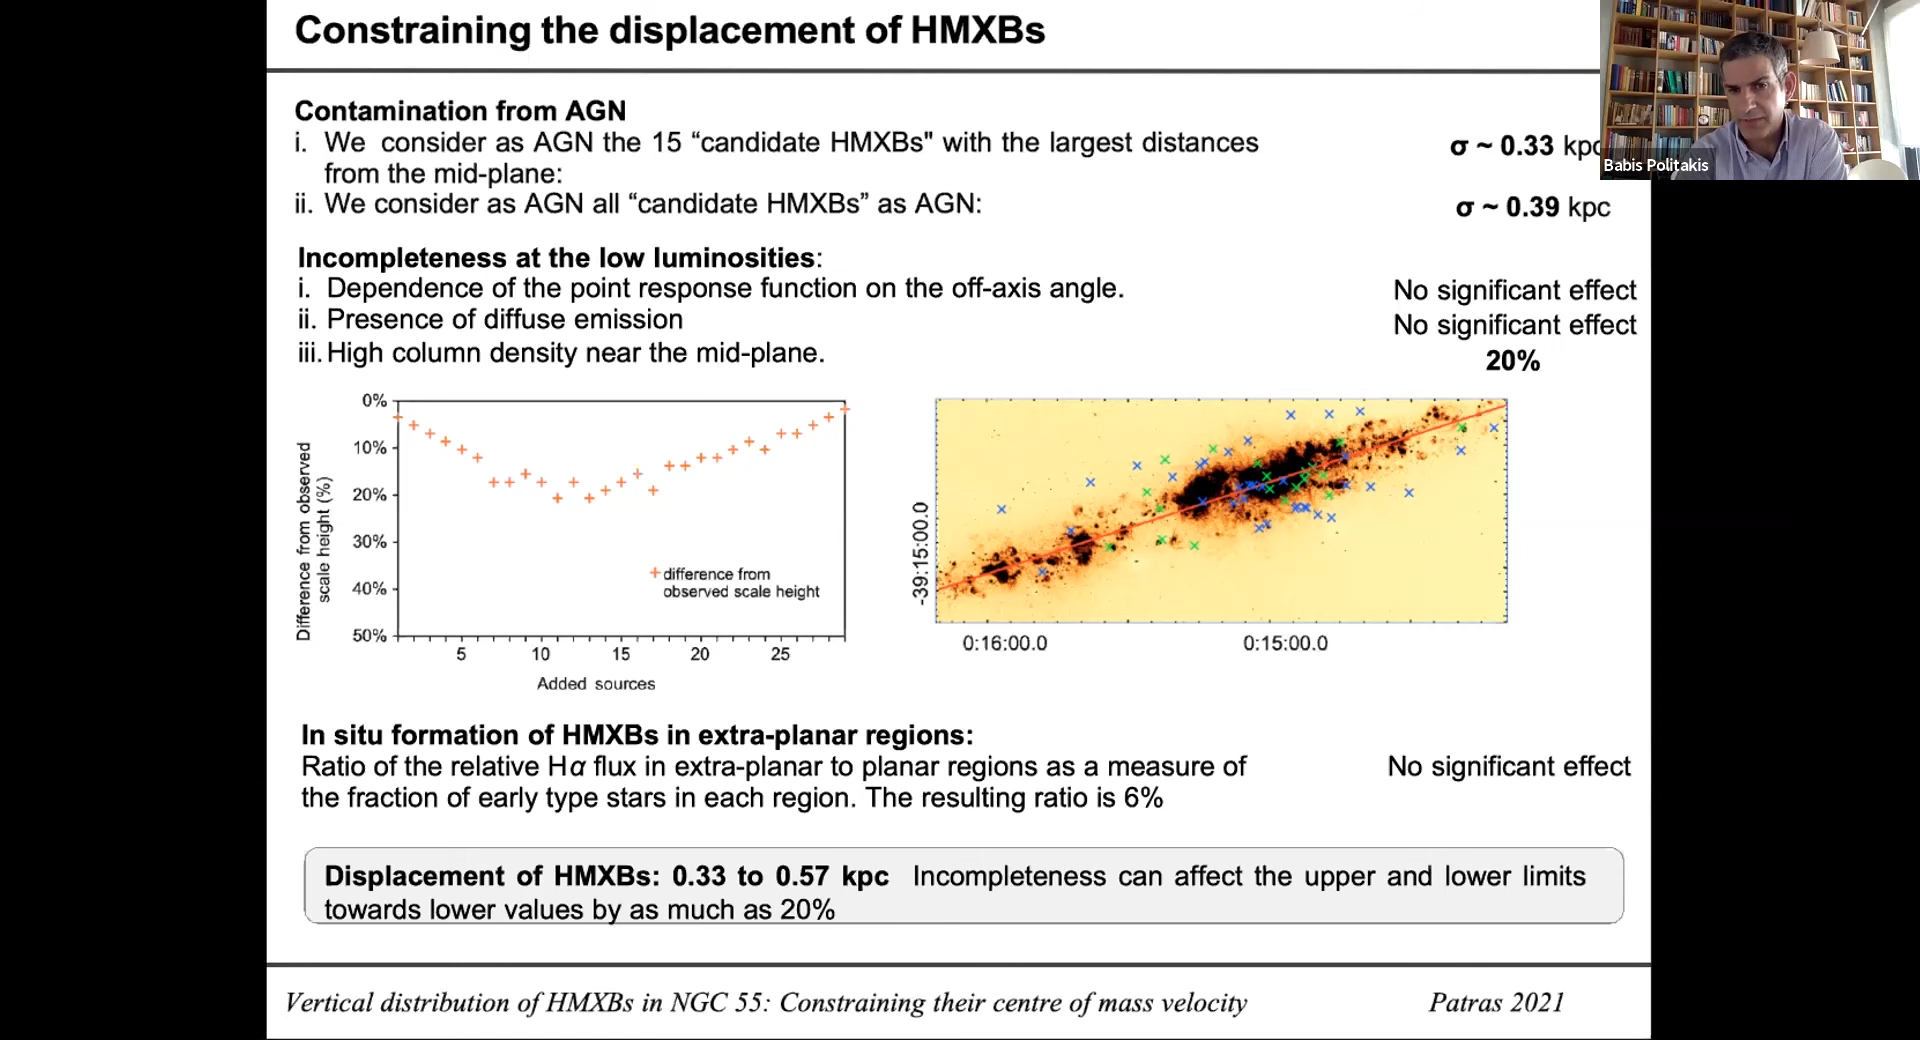 Constraining the displacement of HMXBs
Babis Politakis
Contamination from AGN
i. We consider as AGN the 15 “candidate HMXBs" with the largest distances
from the mid-plane:
σ ~ 0.33 kpc
ii. We consider as AGN all “candidate HMXBs” as AGN:
σ ~ 0.39 kpc
Incompleteness at the low luminosities:
i. Dependence of the point response function on the off-axis angle.
No significant effect
ii. Presence of diffuse emission
No significant effect
iii. High column density near the mid-plane.
20%
Difference from observed
scale height (%)
0%
10%
20%
30%
40%
50%
difference from
observed scale height
5 10 15 20 25
Added sources
-39:15:00.0
0:16:00.0 0:15:00.0
In situ formation of HMXBs in extra-planar regions:
Ratio of the relative Hα flux in extra-planar to planar regions as a measure of
the fraction of early type stars in each region. The resulting ratio is 6%
No significant effect
Displacement of HMXBs: 0.33 to 0.57 kpc Incompleteness can affect the upper and lower limits
towards lower values by as much as 20%
Vertical distribution of HMXBs in NGC 55: Constraining their centre of mass velocity
Patras 2021